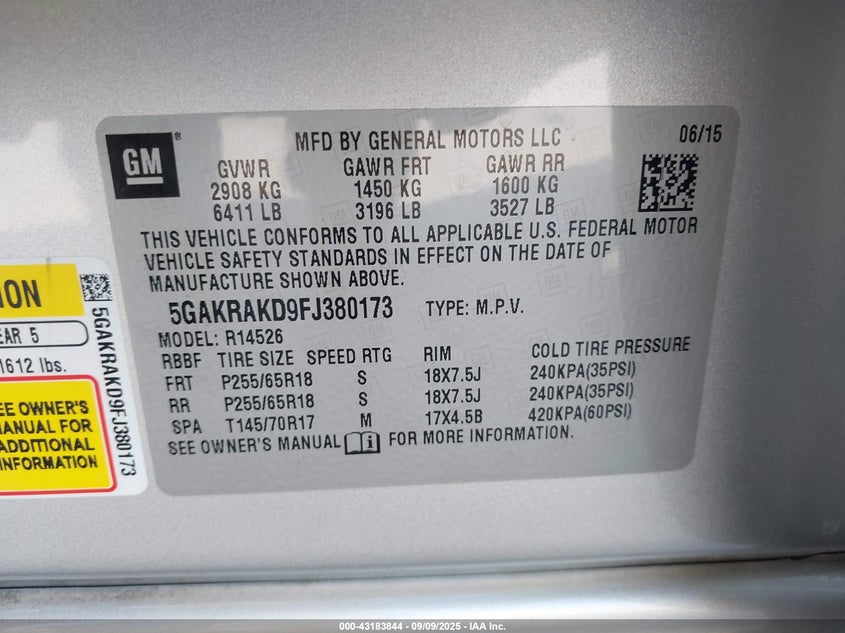 GM
MFD BY GENERAL MOTORS LLC
06/15
GVWR GAWR FRT GAWR RR
2908 KG 1450 KG 1600 KG
6411 LB 3196 LB 3527 LB
THIS VEHICLE CONFORMS TO ALL APPLICABLE U.S. FEDERAL MOTOR
VEHICLE SAFETY STANDARDS IN EFFECT ON THE DATE OF
MANUFACTURE SHOWN ABOVE.
5GAKRAKD9FJ380173 TYPE: M.P.V.
MODEL: R14526
RBBF TIRE SIZE SPEED RTG RIM COLD TIRE PRESSURE
FRT P255/65R18 S 18X7.5J 240KPA(35PSI)
RR P255/65R18 S 18X7.5J 240KPA(35PSI)
SPA T145/70R17 M 17X4.5B 420KPA(60PSI)
SEE OWNER'S MANUAL i FOR MORE INFORMATION.
ION
EAR 5
1612 lbs.
EE OWNER'S
ANUAL FOR
ADDITIONAL
INFORMATION
5GAKRAKD9FJ380173
000-43183844 - 09/09/2025 - IAA Inc.